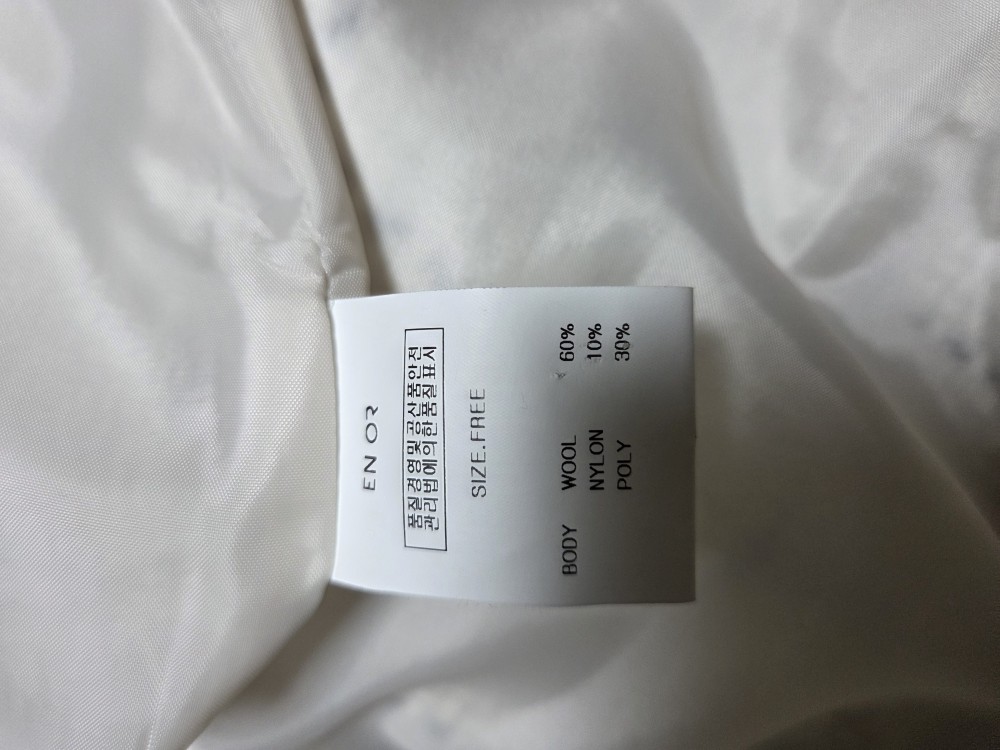 EN OR
품질경영및공산품안전
관리법에의한품질표시
SIZE.FREE
BODY WOOL 60%
NYLON 10%
POLY 30%